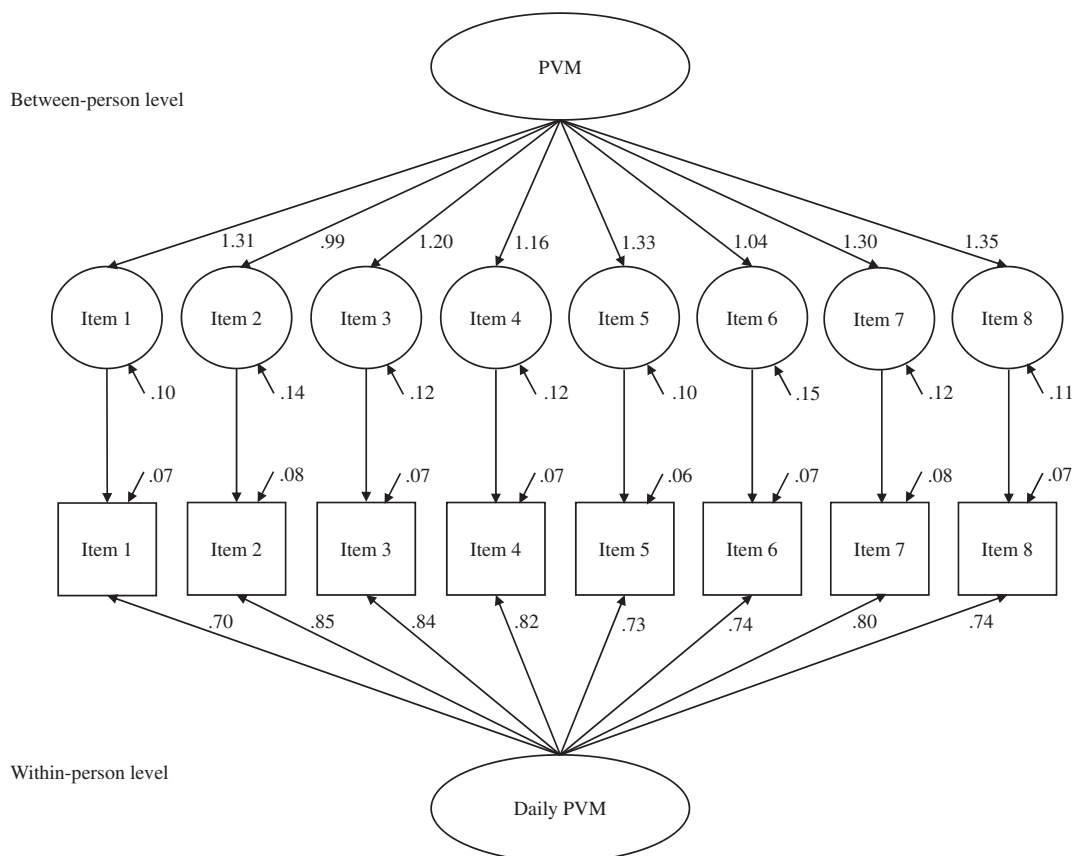 PVM
Between-person level
1.31 .99 1.20 1.16 1.33 1.04 1.30 1.35
Item 1 Item 2 Item 3 Item 4 Item 5 Item 6 Item 7 Item 8
.10 .14 .12 .12 .10 .15 .12 .11
.07 .08 .07 .07 .06 .07 .08 .07
Item 1 Item 2 Item 3 Item 4 Item 5 Item 6 Item 7 Item 8
.70 .85 .84 .82 .73 .74 .80 .74
Within-person level
Daily PVM